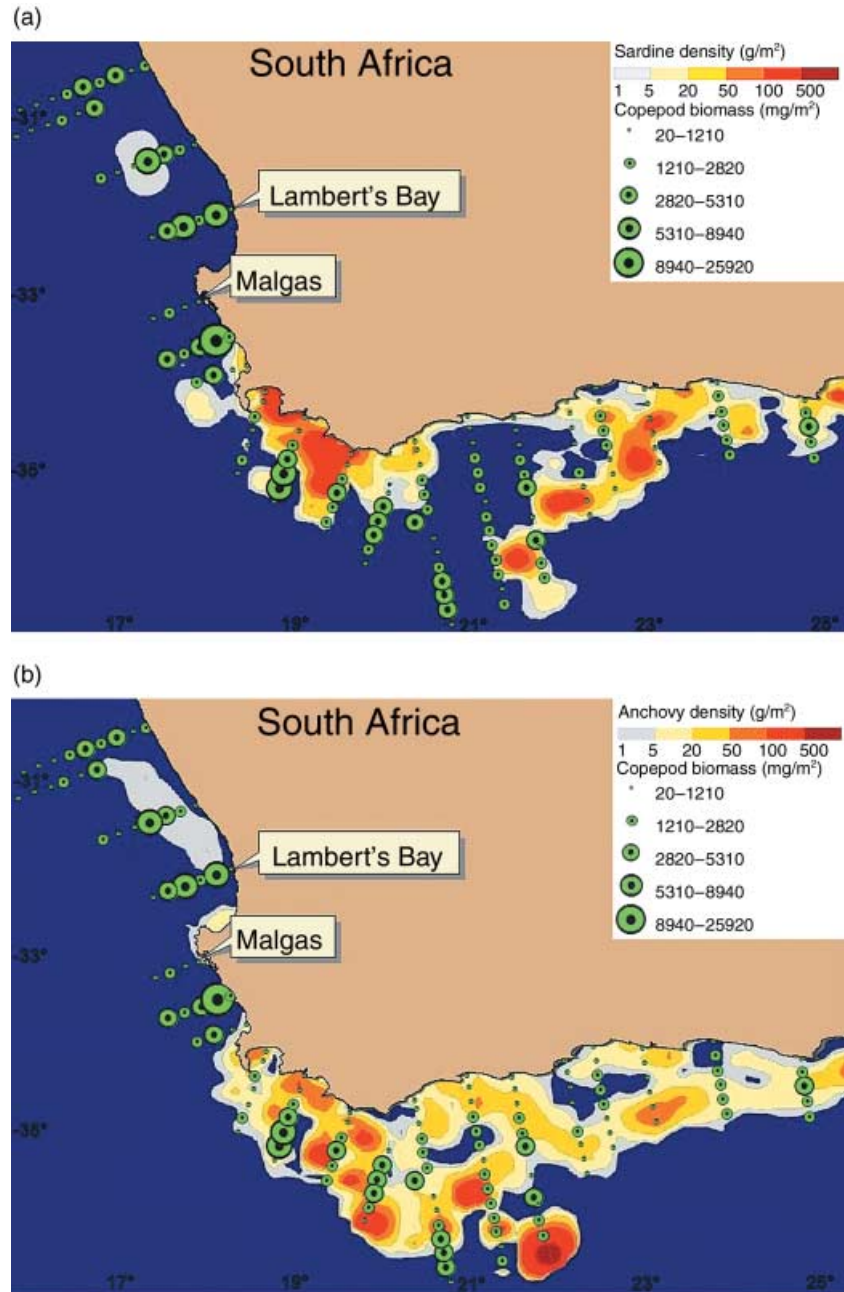 (a)
South Africa
Sardine density (g/m²)
1 5 20 50 100 500
Copepod biomass (mg/m²)
20–1210
1210–2820
2820–5310
5310–8940
8940–25920
-31°
Lambert's Bay
Malgas
-33°
-35°
17° 19° 21° 23° 25°
(b)
South Africa
Anchovy density (g/m²)
1 5 20 50 100 500
Copepod biomass (mg/m²)
20–1210
1210–2820
2820–5310
5310–8940
8940–25920
-31°
Lambert's Bay
Malgas
-33°
-35°
17° 19° 21° 23° 25°